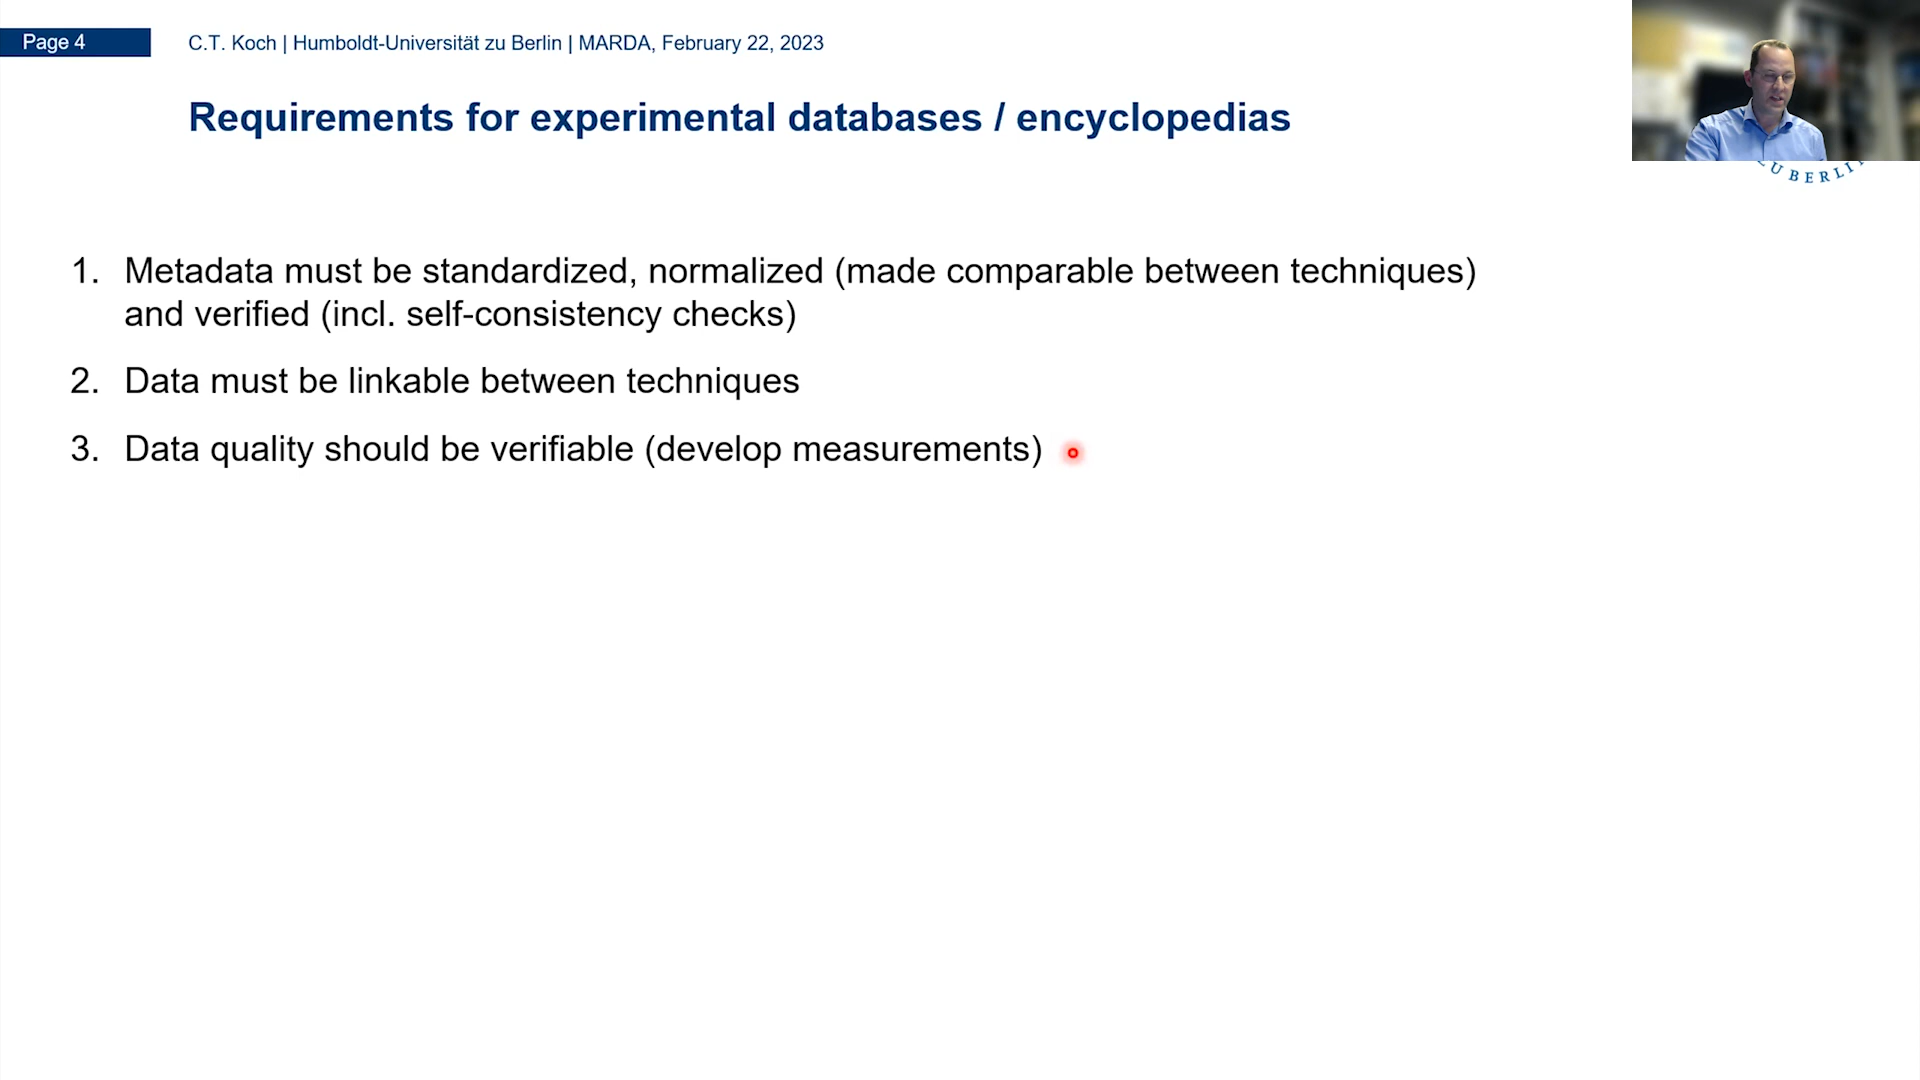 Page 4
C.T. Koch | Humboldt-Universität zu Berlin | MARDA, February 22, 2023
Requirements for experimental databases / encyclopedias
U BERLI
1. Metadata must be standardized, normalized (made comparable between techniques)
and verified (incl. self-consistency checks)
2. Data must be linkable between techniques
3. Data quality should be verifiable (develop measurements)